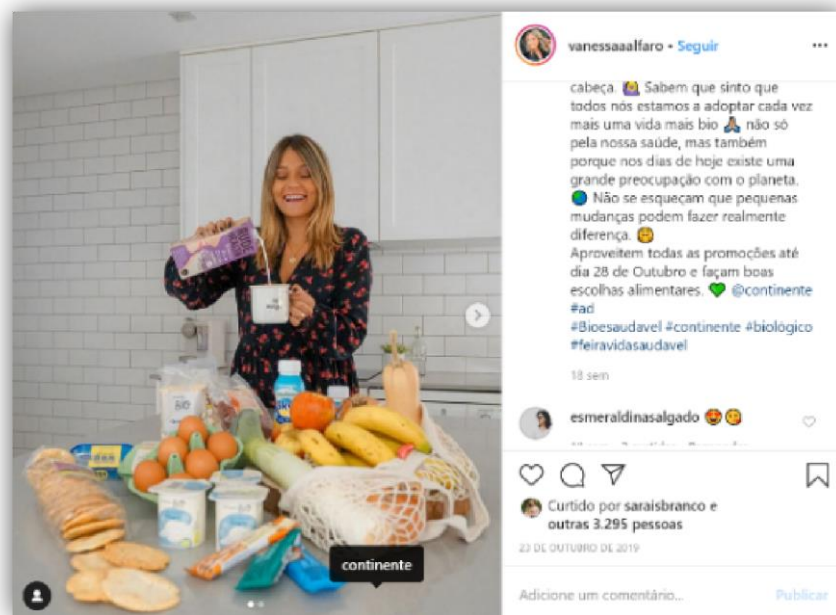 vanessaaalfaro • Seguir
cabeça. 🙆🏼‍♀️ Sabem que sinto que
todos nós estamos a adoptar cada vez
mais uma vida mais bio 🙏🏼 não só
pela nossa saúde, mas também
porque nos dias de hoje existe uma
grande preocupação com o planeta.
🌍 Não se esqueçam que pequenas
mudanças podem fazer realmente
diferença. 😊
Aproveitem todas as promoções até
dia 28 de Outubro e façam boas
escolhas alimentares. 💚 @continente
#ad
#Bioesaudavel #continente #biológico
#feiravidasaudavel
18 sem
esmeraldinasalgado 😍😋
Curtido por saraisbranco e
outras 3.295 pessoas
23 DE OUTUBRO DE 2019
Adicione um comentário...
Publicar
continente
BIO